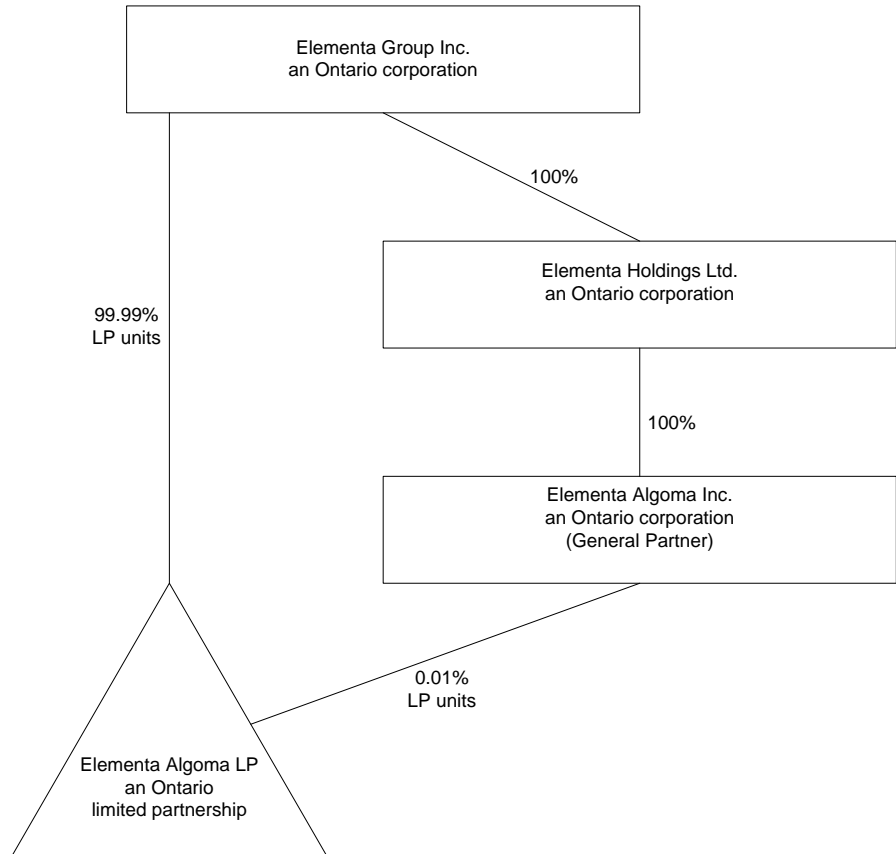 Elementa Group Inc.
an Ontario corporation
100%
Elementa Holdings Ltd.
an Ontario corporation
99.99%
LP units
100%
Elementa Algoma Inc.
an Ontario corporation
(General Partner)
0.01%
LP units
Elementa Algoma LP
an Ontario
limited partnership